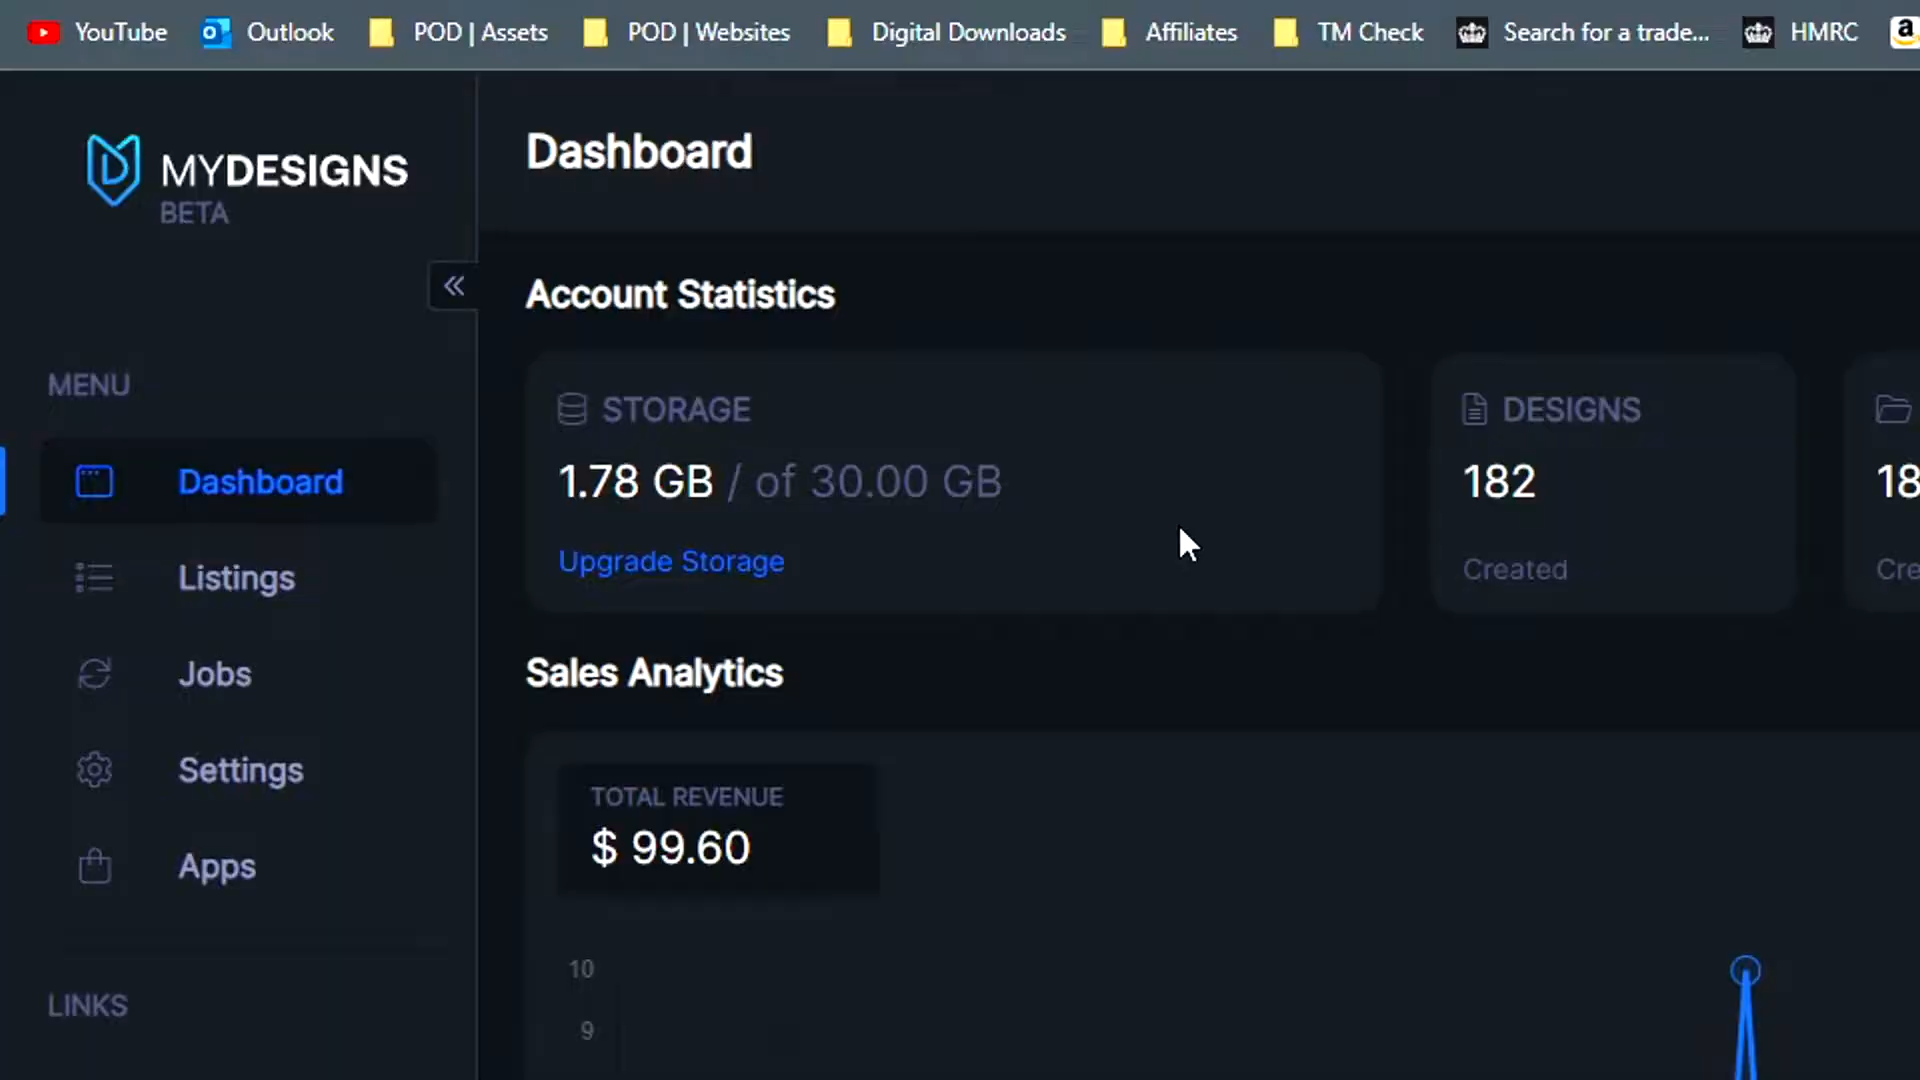 YouTube Outlook POD | Assets POD | Websites Digital Downloads Affiliates TM Check Search for a trade... HMRC
MYDESIGNS
BETA
Dashboard
Account Statistics
MENU
Dashboard
Listings
Jobs
Settings
Apps
LINKS
STORAGE
1.78 GB / of 30.00 GB
Upgrade Storage
DESIGNS
182
Created
18
Cre
Sales Analytics
TOTAL REVENUE
$ 99.60
10
9